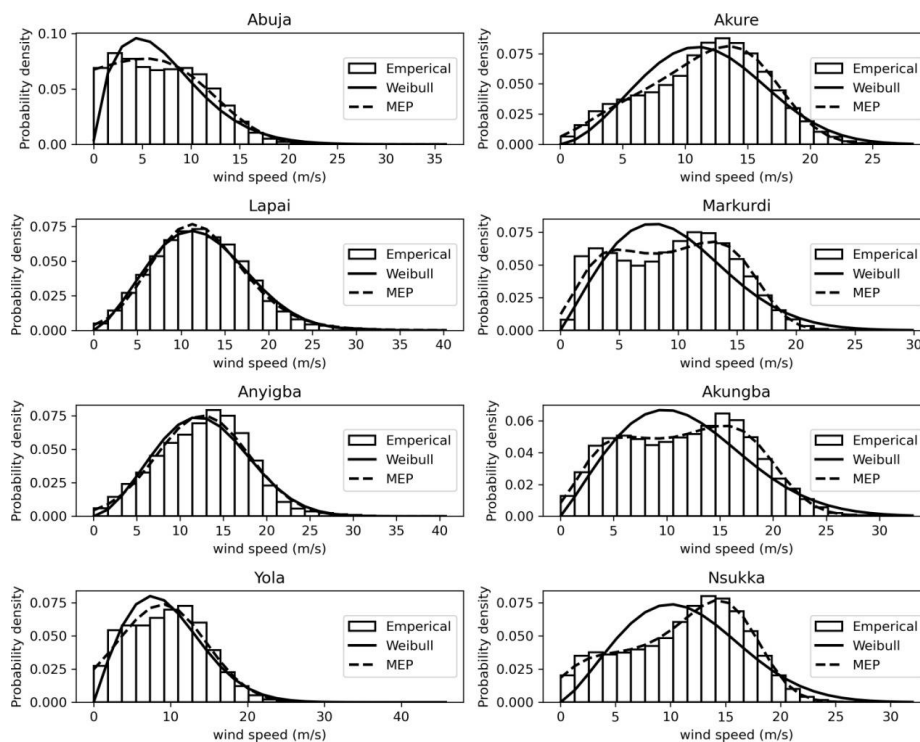 Abuja
Probability density
0.10
0.05
0.00
Emperical
Weibull
MEP
0 5 10 15 20 25 30 35
wind speed (m/s)
Akure
Probability density
0.075
0.050
0.025
0.000
Emperical
Weibull
MEP
0 5 10 15 20 25
wind speed (m/s)
Lapai
Probability density
0.075
0.050
0.025
0.000
Emperical
Weibull
MEP
0 5 10 15 20 25 30 35 40
wind speed (m/s)
Markurdi
Probability density
0.075
0.050
0.025
0.000
Emperical
Weibull
MEP
0 5 10 15 20 25 30
wind speed (m/s)
Anyigba
Probability density
0.075
0.050
0.025
0.000
Emperical
Weibull
MEP
0 5 10 15 20 25 30 35 40
wind speed (m/s)
Akungba
Probability density
0.06
0.04
0.02
0.00
Emperical
Weibull
MEP
0 5 10 15 20 25 30
wind speed (m/s)
Yola
Probability density
0.075
0.050
0.025
0.000
Emperical
Weibull
MEP
0 10 20 30 40
wind speed (m/s)
Nsukka
Probability density
0.075
0.050
0.025
0.000
Emperical
Weibull
MEP
0 5 10 15 20 25 30
wind speed (m/s)